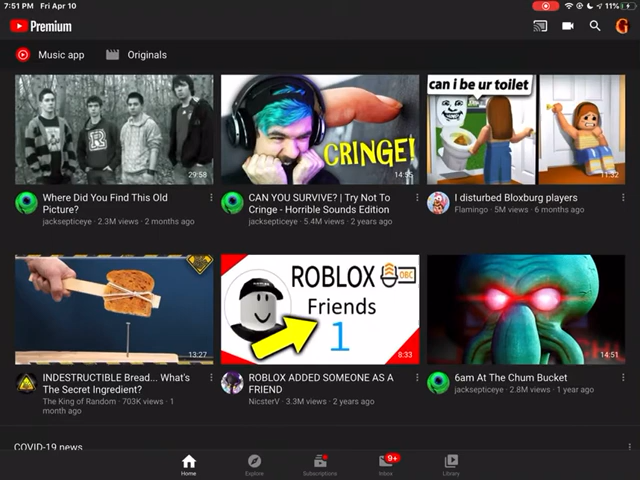 7:51 PM Fri Apr 10
11%
Premium
G
Music app
Originals
29:58
CRINGE!
14:55
can i be ur toilet
11:32
Where Did You Find This Old
Picture?
jacksepticeye · 2.3M views · 2 months ago
CAN YOU SURVIVE? | Try Not To
Cringe - Horrible Sounds Edition
jacksepticeye · 5.4M views · 2 years ago
I disturbed Bloxburg players
Flamingo · 5M views · 6 months ago
13:27
ROBLOX
OBC
Friends
1
8:33
14:51
INDESTRUCTIBLE Bread... What's
The Secret Ingredient?
The King of Random · 703K views · 1
month ago
ROBLOX ADDED SOMEONE AS A
FRIEND
NicsterV · 3.3M views · 2 years ago
6am At The Chum Bucket
jacksepticeye · 2.8M views · 1 year ago
COVID-19 news
9+
Home
Explore
Subscriptions
Inbox
Library